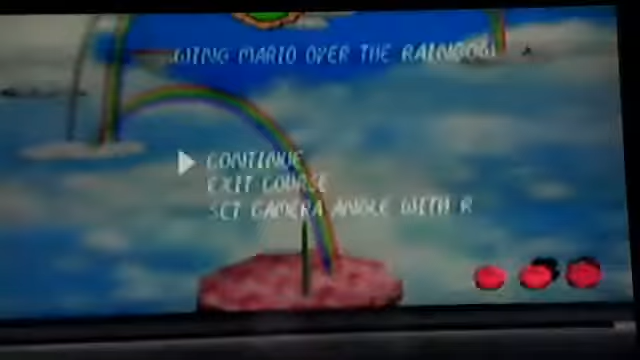 WING MARIO OVER THE RAINBOW
CONTINUE
EXIT COURSE
SET CAMERA ANGLE WITH R